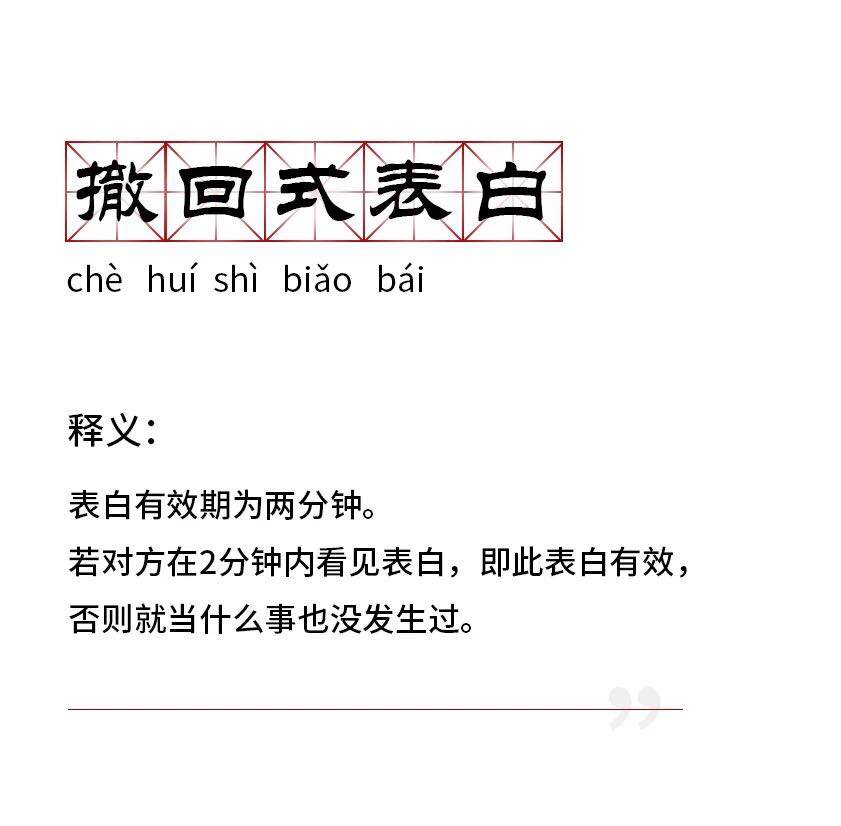 撤回式表白
chè huí shì biǎo bái
释义：
表白有效期为两分钟。
若对方在2分钟内看见表白，即此表白有效，
否则就当什么事也没发生过。
”